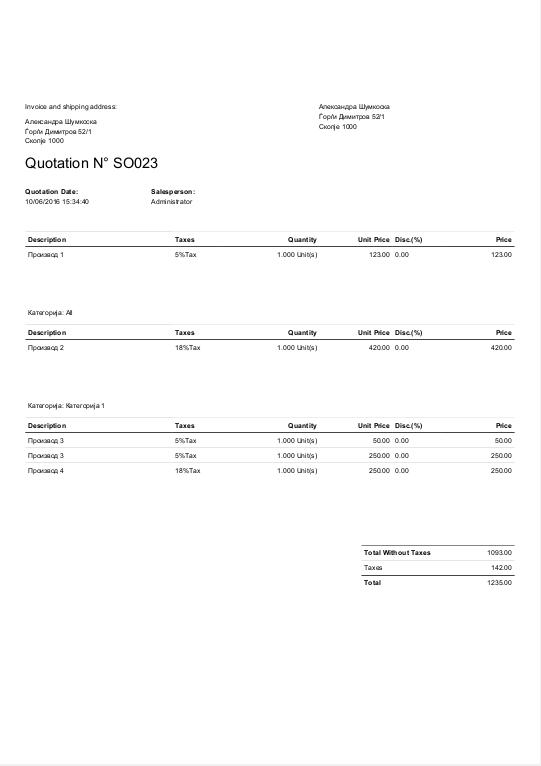 Invoice and shipping address:
Александра Шумкоска
Ѓорѓи Димитров 52/1
Скопје 1000
Александра Шумкоска
Ѓорѓи Димитров 52/1
Скопје 1000
Quotation N° SO023
Quotation Date: Salesperson:
10/06/2016 15:34:40 Administrator
Description Taxes Quantity Unit Price Disc.(%) Price
Производ 1 5%Tax 1.000 Unit(s) 123.00 0.00 123.00
Категорија: All
Description Taxes Quantity Unit Price Disc.(%) Price
Производ 2 18%Tax 1.000 Unit(s) 420.00 0.00 420.00
Категорија: Категорија 1
Description Taxes Quantity Unit Price Disc.(%) Price
Производ 3 5%Tax 1.000 Unit(s) 50.00 0.00 50.00
Производ 3 5%Tax 1.000 Unit(s) 250.00 0.00 250.00
Производ 4 18%Tax 1.000 Unit(s) 250.00 0.00 250.00
Total Without Taxes 1093.00
Taxes 142.00
Total 1235.00